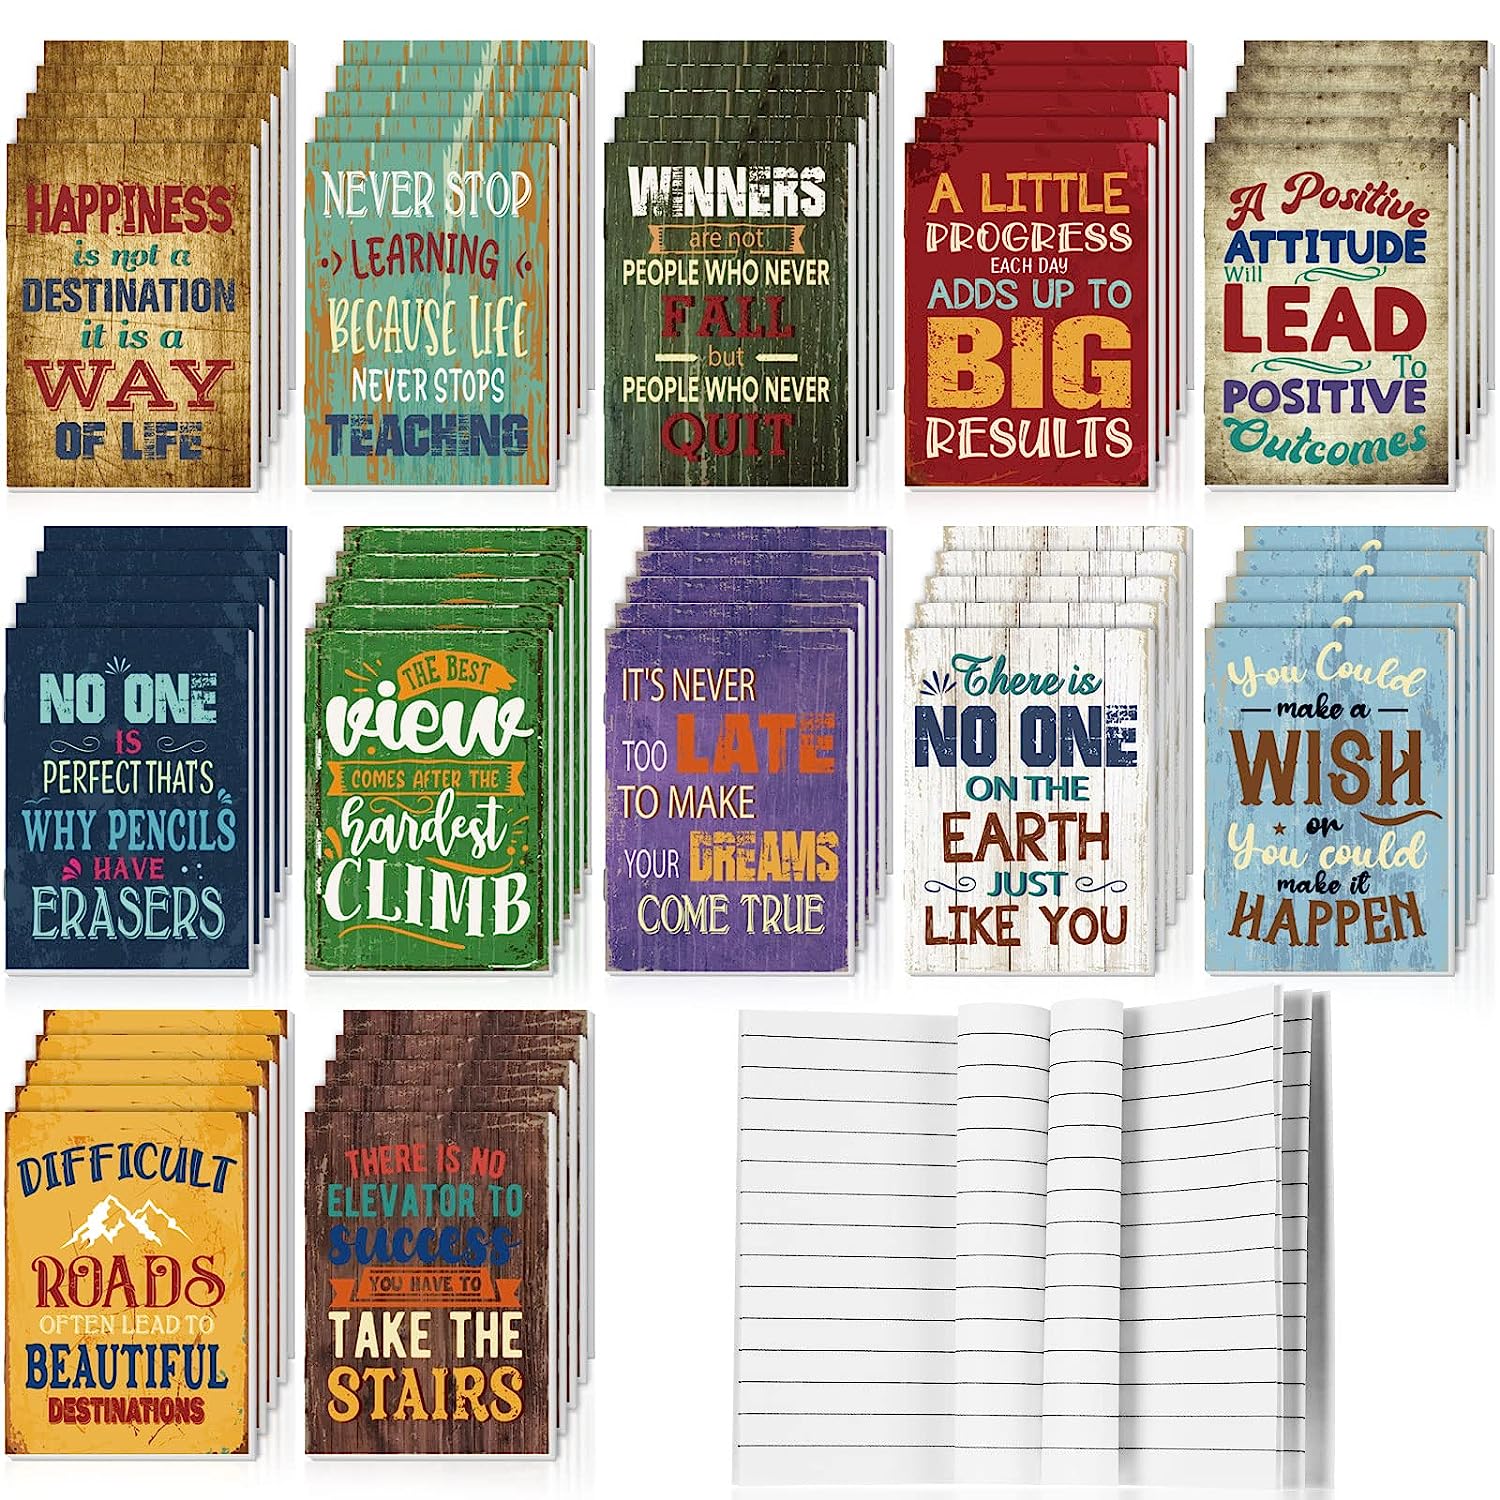 HAPPINESS
is not a
DESTINATION
it is a
WAY
OF LIFE
NEVER STOP
LEARNING
BECAUSE LIFE
NEVER STOPS
TEACHING
WINNERS
are not
PEOPLE WHO NEVER
FALL
but
PEOPLE WHO NEVER
QUIT
A LITTLE
PROGRESS
EACH DAY
ADDS UP TO
BIG
RESULTS
A Positive
ATTITUDE
Will
LEAD
To
POSITIVE
Outcomes
NO ONE
IS
PERFECT THAT'S
WHY PENCILS
HAVE
ERASERS
THE BEST
view
COMES AFTER THE
hardest
CLIMB
IT'S NEVER
TOO LATE
TO MAKE
YOUR DREAMS
COME TRUE
There is
NO ONE
ON THE
EARTH
JUST
LIKE YOU
You Could
make a
WISH
or
You could
make it
HAPPEN
DIFFICULT
ROADS
OFTEN LEAD TO
BEAUTIFUL
DESTINATIONS
THERE IS NO
ELEVATOR TO
SUCCESS
YOU HAVE TO
TAKE THE
STAIRS